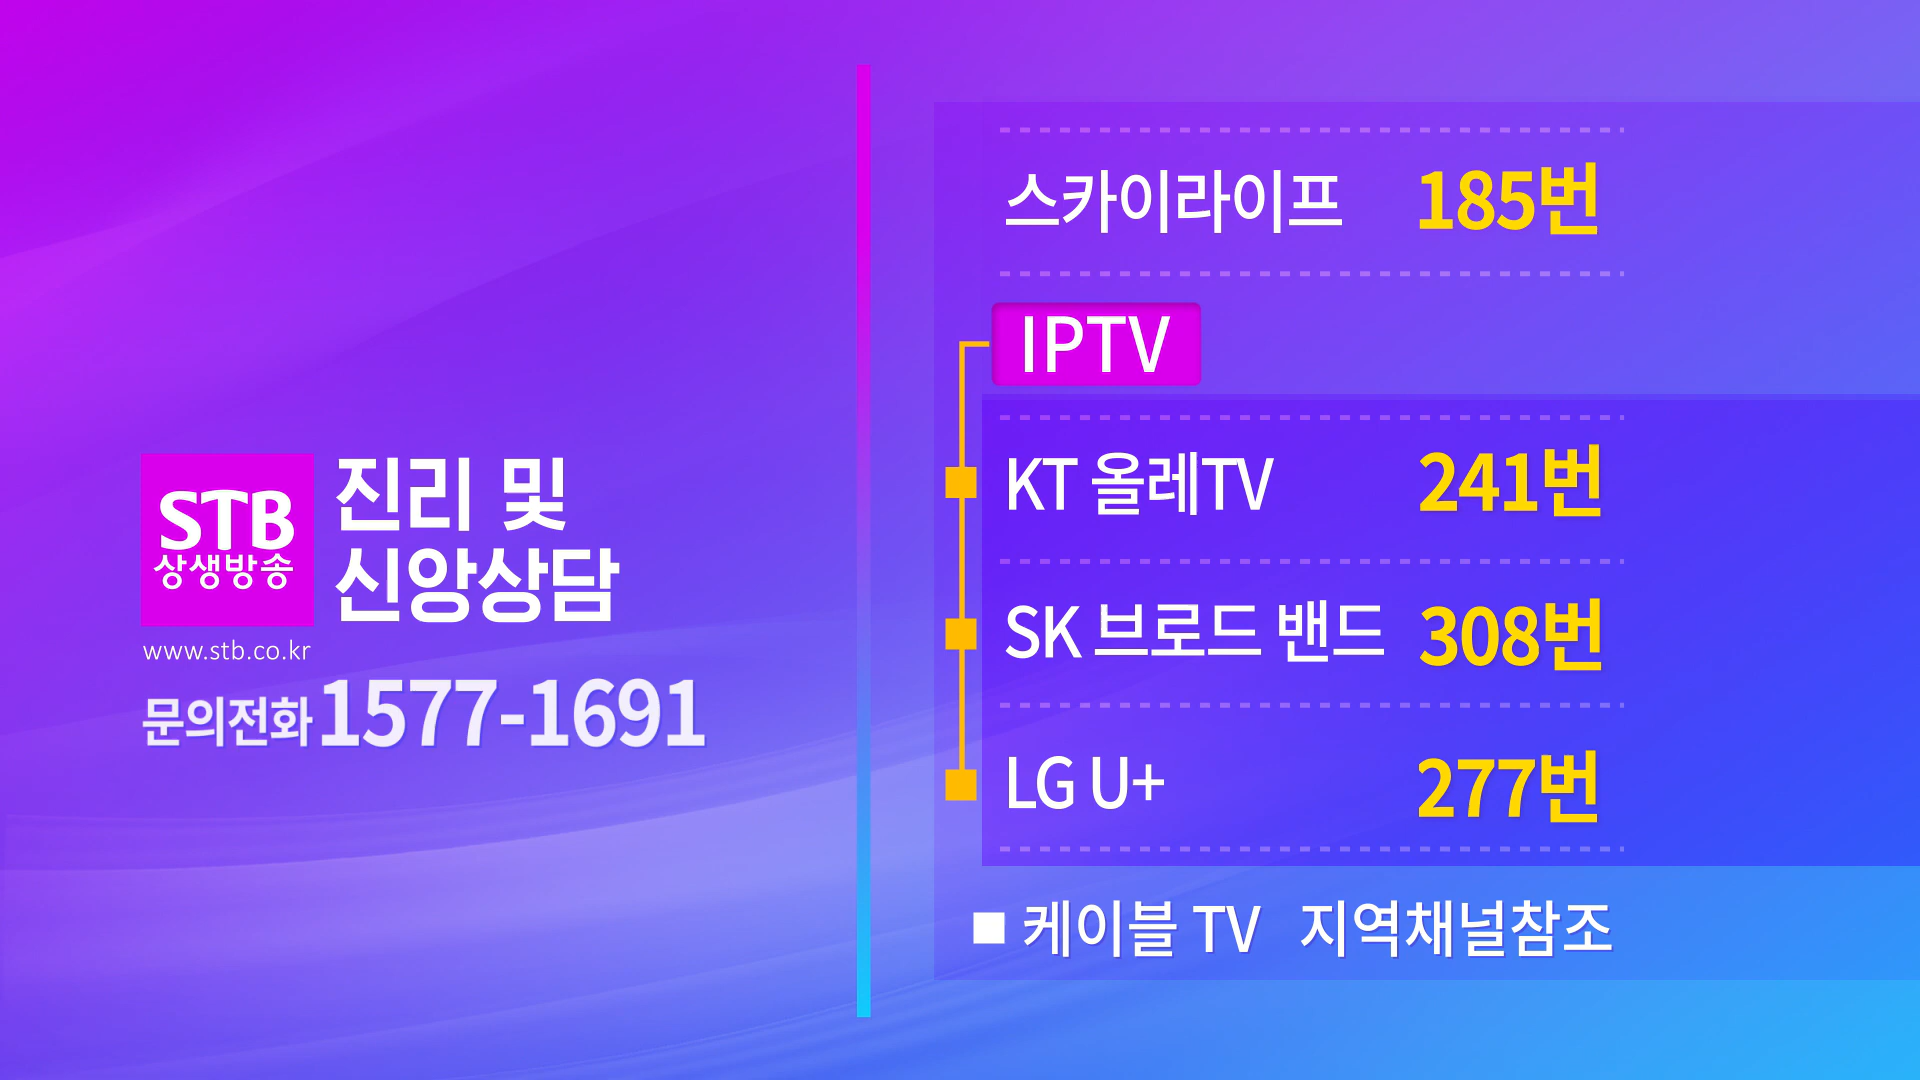 STB
상생방송
www.stb.co.kr
진리 및
신앙상담
문의전화 1577-1691
스카이라이프 185번
IPTV
KT 올레TV 241번
SK 브로드 밴드 308번
LG U+ 277번
케이블 TV 지역채널참조